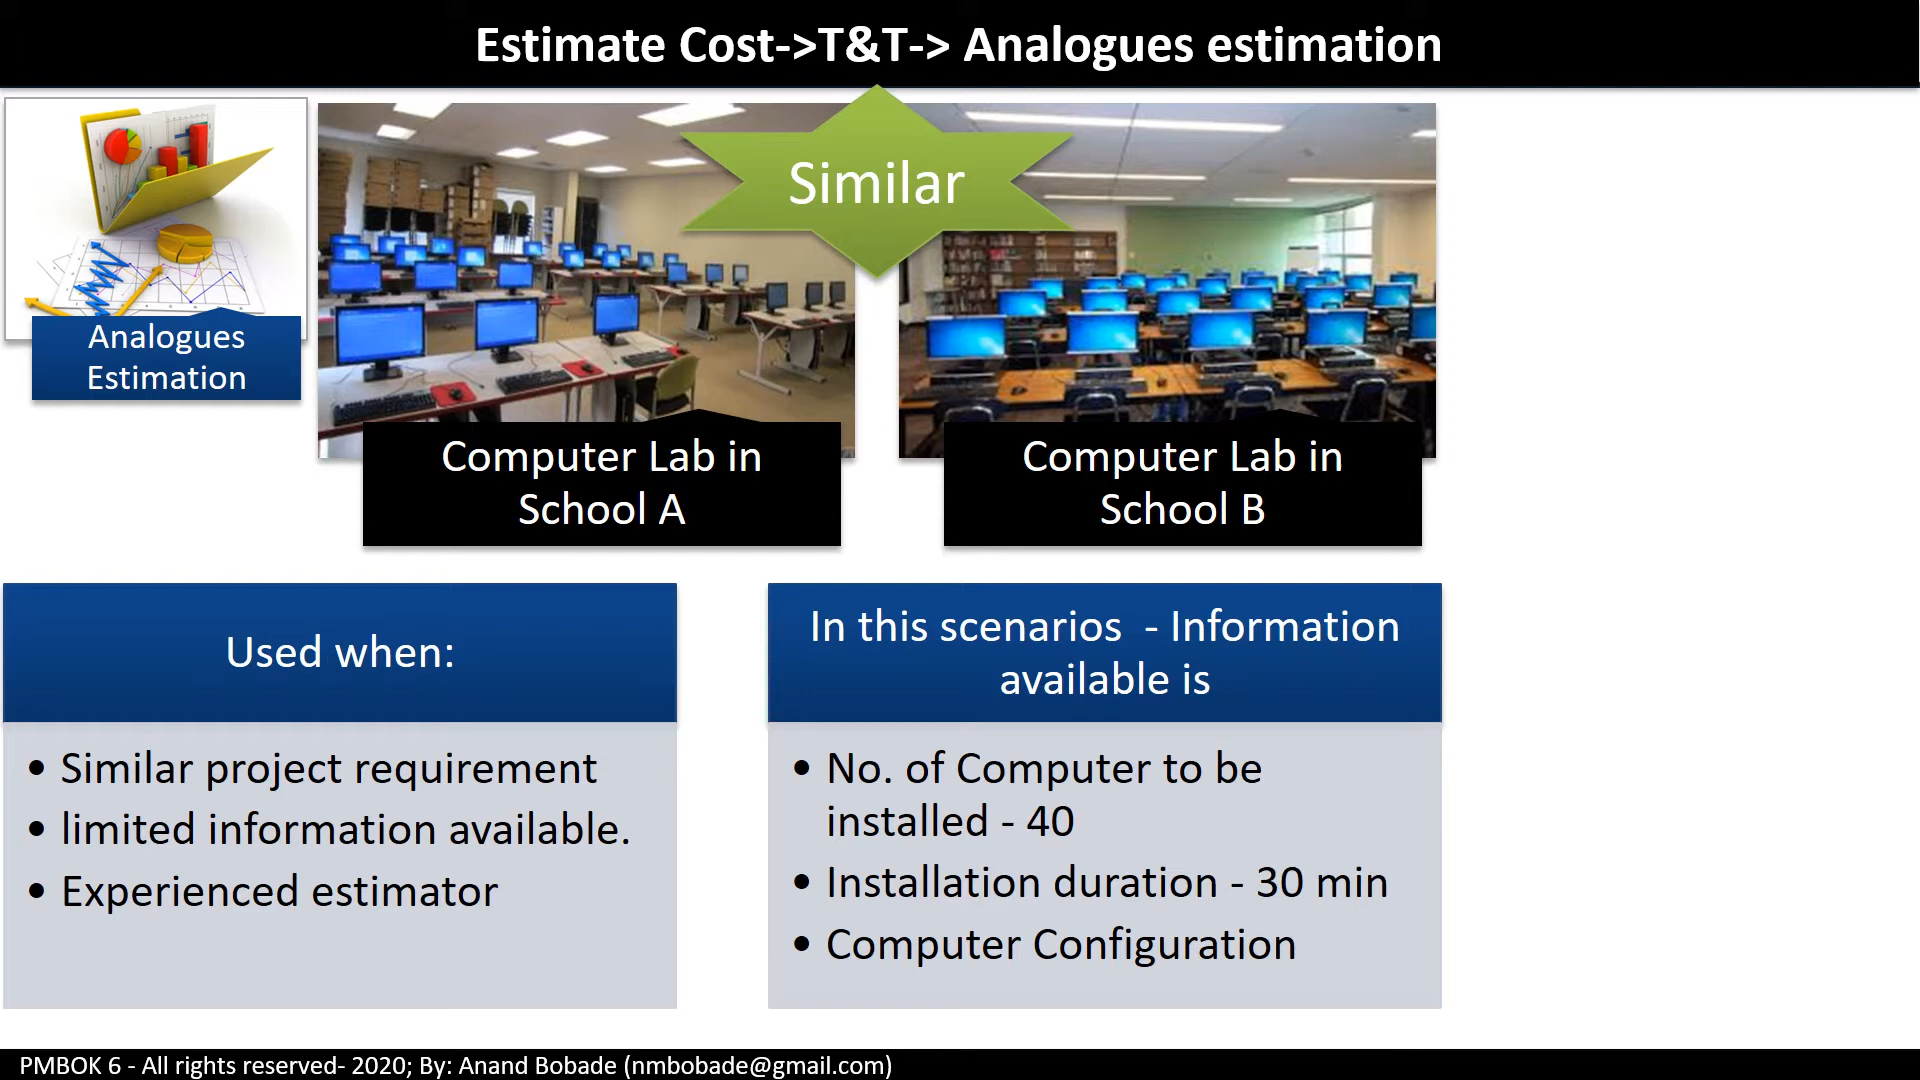 Estimate Cost->T&T-> Analogues estimation
Similar
Analogues
Estimation
Computer Lab in
School A
Computer Lab in
School B
Used when:
• Similar project requirement
• limited information available.
• Experienced estimator
In this scenarios  - Information
available is
• No. of Computer to be
installed - 40
• Installation duration - 30 min
• Computer Configuration
PMBOK 6 - All rights reserved- 2020; By: Anand Bobade (nmbobade@gmail.com)